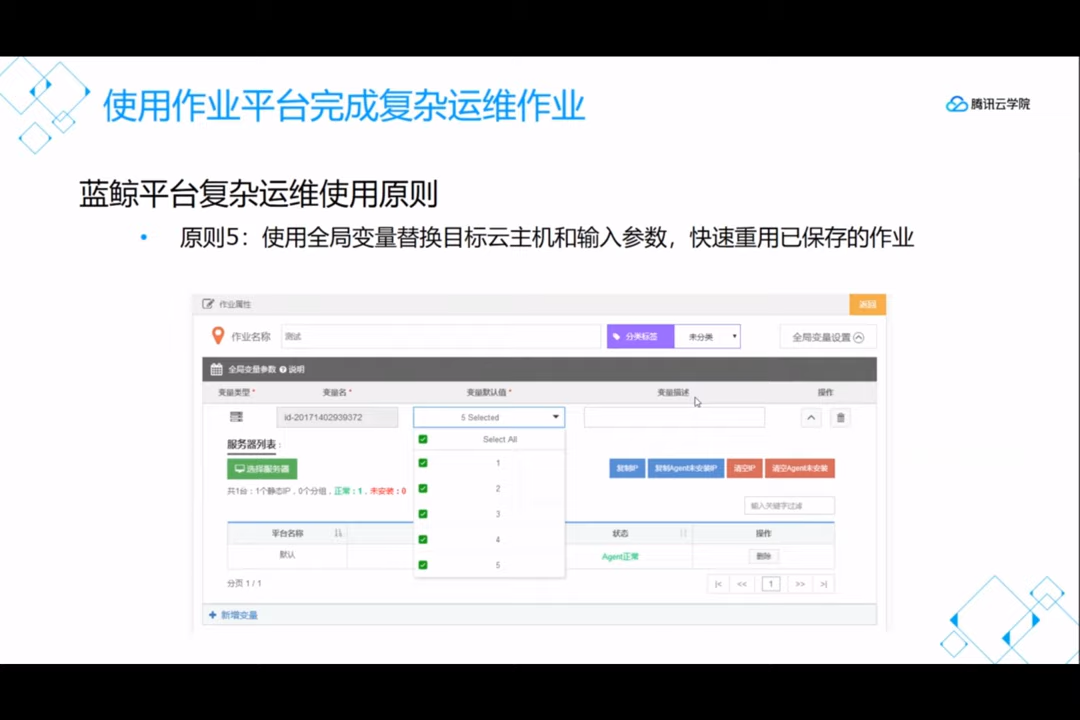 使用作业平台完成复杂运维作业
腾讯云学院
蓝鲸平台复杂运维使用原则
• 原则5：使用全局变量替换目标云主机和输入参数，快速重用已保存的作业
作业属性 返回
作业名称 测试 分类标签 未分类 全局变量设置
全局变量参数 说明
变量类型* 变量名* 变量默认值* 变量描述 操作
id-20171402939372 5 Selected
Select All
服务器列表：
1
选择服务器 复制IP 复制Agent未安装IP 清空IP 清空Agent未安装
2
共1台：1个静态IP，0个分组，正常：1，未安装：0
3
输入关键字过滤
平台名称 状态 操作
4
默认 Agent正常 删除
5
分页 1 / 1 |< << 1 >> >|
+ 新增变量